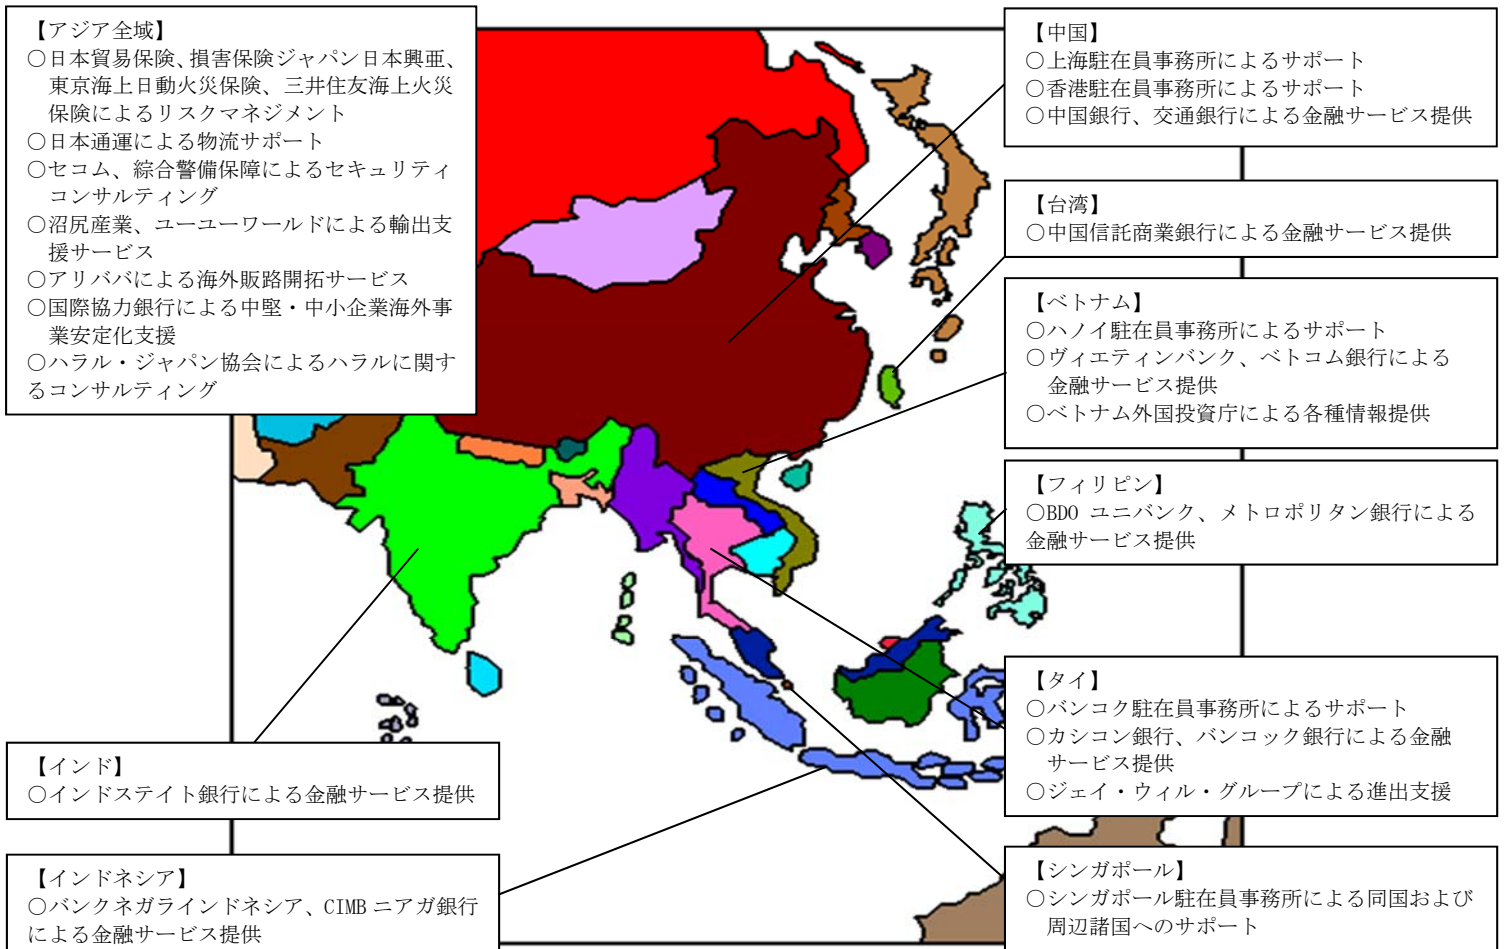 【アジア全域】
○日本貿易保険、損害保険ジャパン日本興亜、
東京海上日動火災保険、三井住友海上火災
保険によるリスクマネジメント
○日本通運による物流サポート
○セコム、綜合警備保障によるセキュリティ
コンサルティング
○沼尻産業、ユーユーワールドによる輸出支
援サービス
○アリババによる海外販路開拓サービス
○国際協力銀行による中堅・中小企業海外事
業安定化支援
○ハラル・ジャパン協会によるハラルに関す
るコンサルティング
【中国】
○上海駐在員事務所によるサポート
○香港駐在員事務所によるサポート
○中国銀行、交通銀行による金融サービス提供
【台湾】
○中国信託商業銀行による金融サービス提供
【ベトナム】
○ハノイ駐在員事務所によるサポート
○ヴィエティンバンク、ベトコム銀行による
金融サービス提供
○ベトナム外国投資庁による各種情報提供
【フィリピン】
○BDO ユニバンク、メトロポリタン銀行による
金融サービス提供
【タイ】
○バンコク駐在員事務所によるサポート
○カシコン銀行、バンコック銀行による金融
サービス提供
○ジェイ・ウィル・グループによる進出支援
【インド】
○インドステイト銀行による金融サービス提供
【インドネシア】
○バンクネガラインドネシア、CIMB ニアガ銀行
による金融サービス提供
【シンガポール】
○シンガポール駐在員事務所による同国および
周辺諸国へのサポート